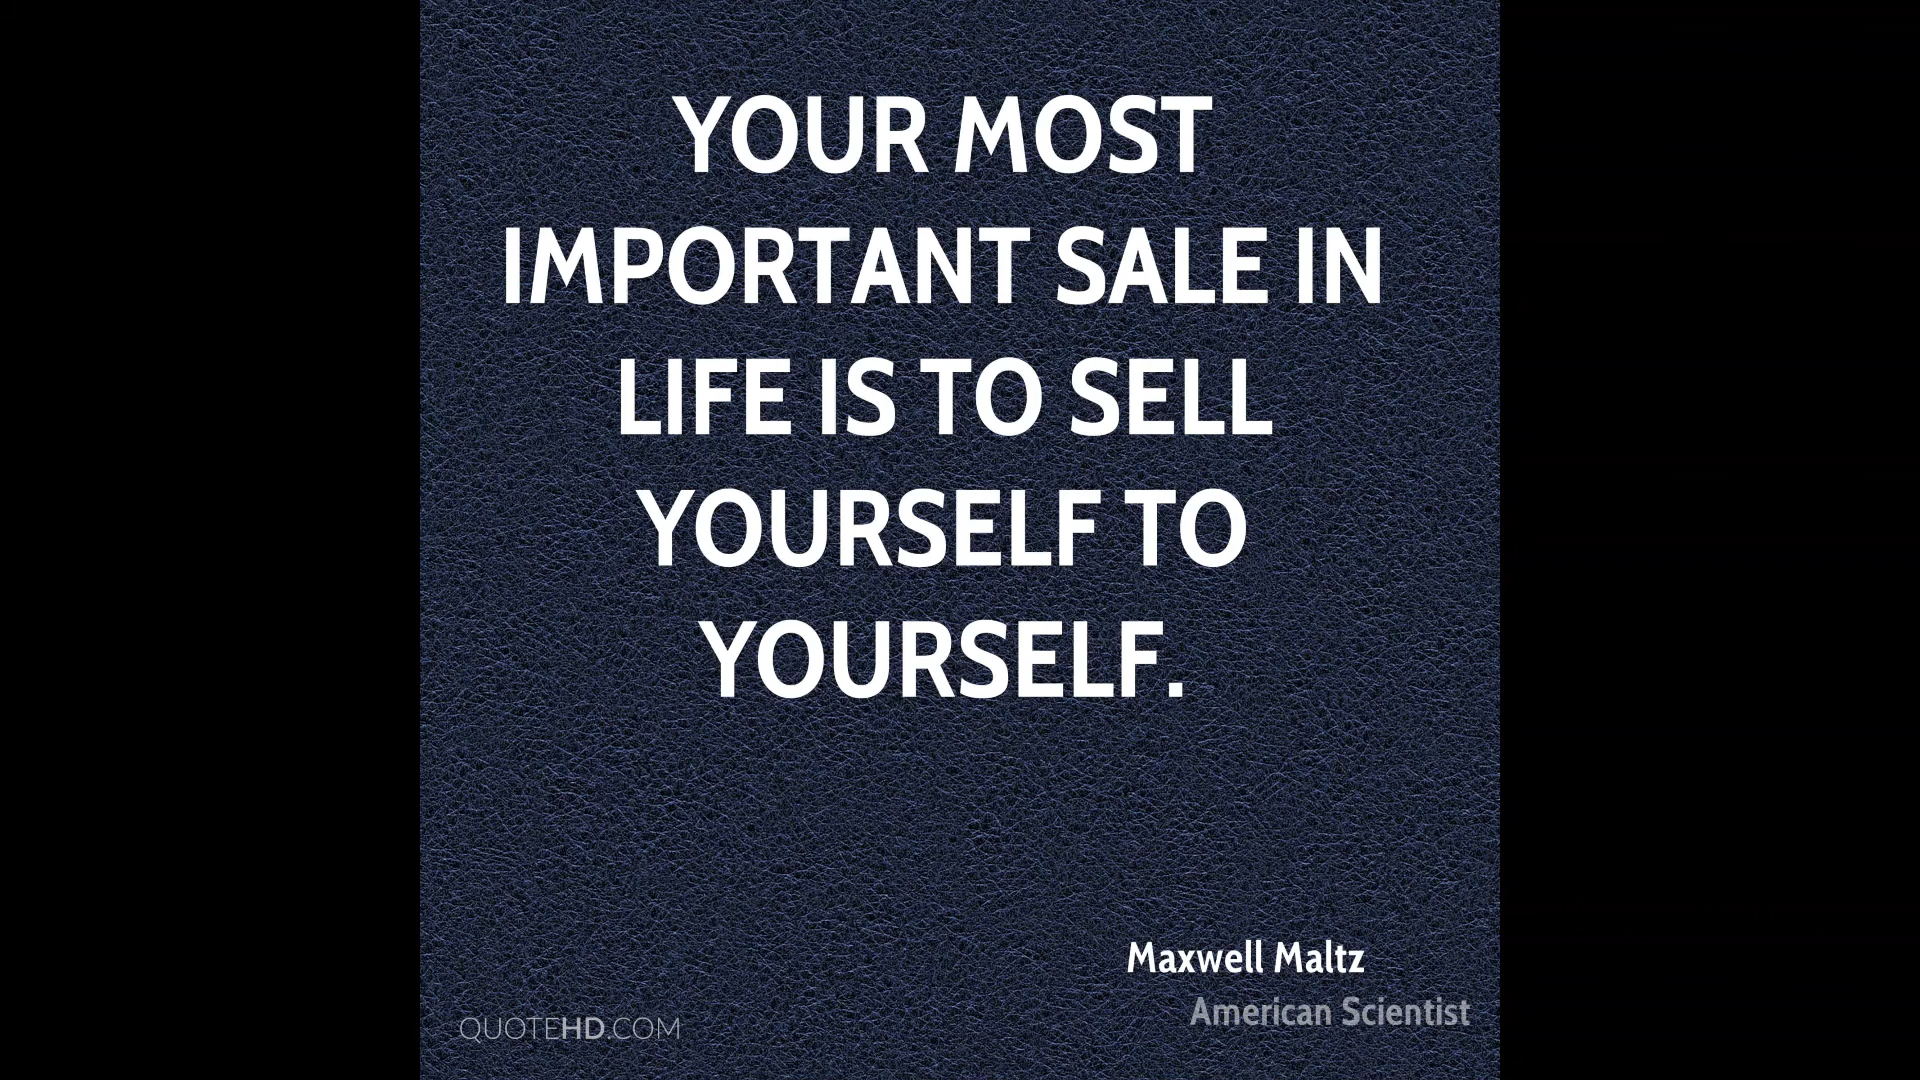 YOUR MOST
IMPORTANT SALE IN
LIFE IS TO SELL
YOURSELF TO
YOURSELF.
Maxwell Maltz
American Scientist
QUOTEHD.COM